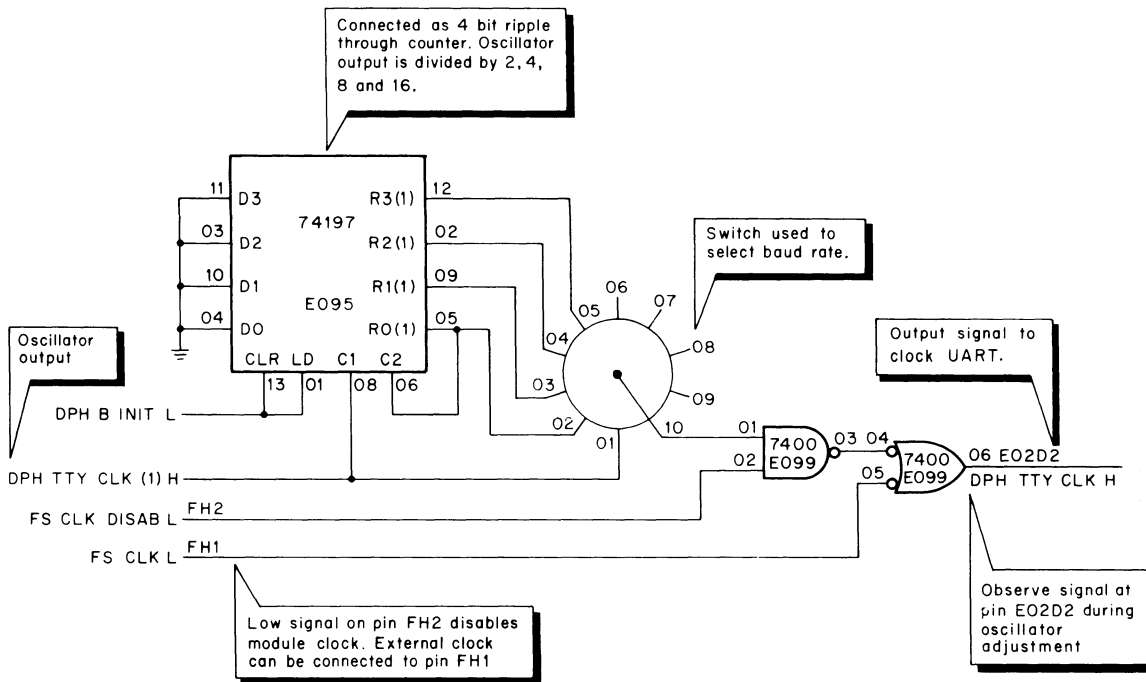 Connected as 4 bit ripple
through counter. Oscillator
output is divided by 2, 4,
8 and 16.
11 D3 R3(1) 12
74197
03 D2 R2(1) 02
10 D1 R1(1) 09
E095
04 D0 R0(1) 05
CLR LD C1 C2
13 01 08 06
Switch used to
select baud rate.
01
02
03
04
05
06
07
08
09
10
Oscillator
output
DPH B INIT L
DPH TTY CLK (1) H
FS CLK DISAB L FH2
FS CLK L FH1
01
02
7400
E099
03 04
05
7400
E099
06 E02D2
DPH TTY CLK H
Output signal to
clock UART.
Low signal on pin FH2 disables
module clock. External clock
can be connected to pin FH1
Observe signal at
pin E02D2 during
oscillator
adjustment